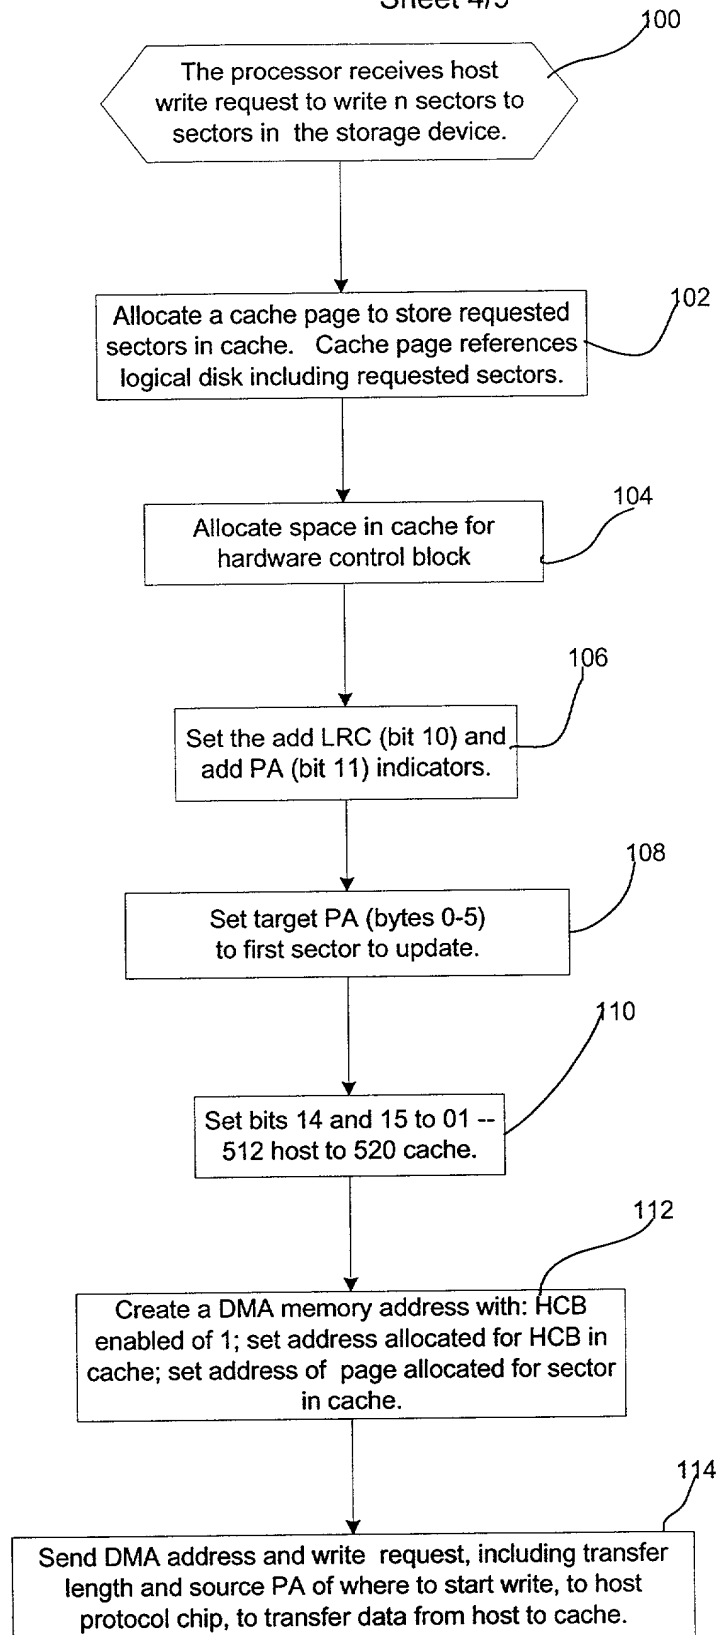 Sheet 4/5
100
The processor receives host
write request to write n sectors to
sectors in the storage device.
102
Allocate a cache page to store requested
sectors in cache. Cache page references
logical disk including requested sectors.
104
Allocate space in cache for
hardware control block
106
Set the add LRC (bit 10) and
add PA (bit 11) indicators.
108
Set target PA (bytes 0-5)
to first sector to update.
110
Set bits 14 and 15 to 01 --
512 host to 520 cache.
112
Create a DMA memory address with: HCB
enabled of 1; set address allocated for HCB in
cache; set address of page allocated for sector
in cache.
114
Send DMA address and write request, including transfer
length and source PA of where to start write, to host
protocol chip, to transfer data from host to cache.